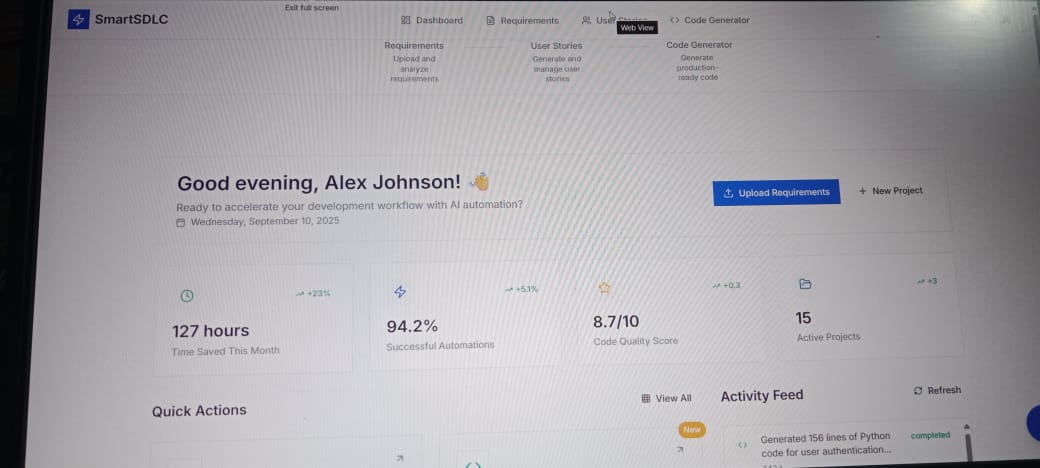 Exit full screen
SmartSDLC
Dashboard
Requirements
User Stories
Code Generator
Web View
Requirements
Upload and
analyze
requirements
User Stories
Generate and
manage user
stories
Code Generator
Generate
production-
ready code
Good evening, Alex Johnson! 👋
Ready to accelerate your development workflow with AI automation?
Wednesday, September 10, 2025
Upload Requirements
+ New Project
+23%
127 hours
Time Saved This Month
+5.1%
94.2%
Successful Automations
+0.3
8.7/10
Code Quality Score
+3
15
Active Projects
Quick Actions
View All
New
Activity Feed
Refresh
Generated 156 lines of Python
code for user authentication...
completed